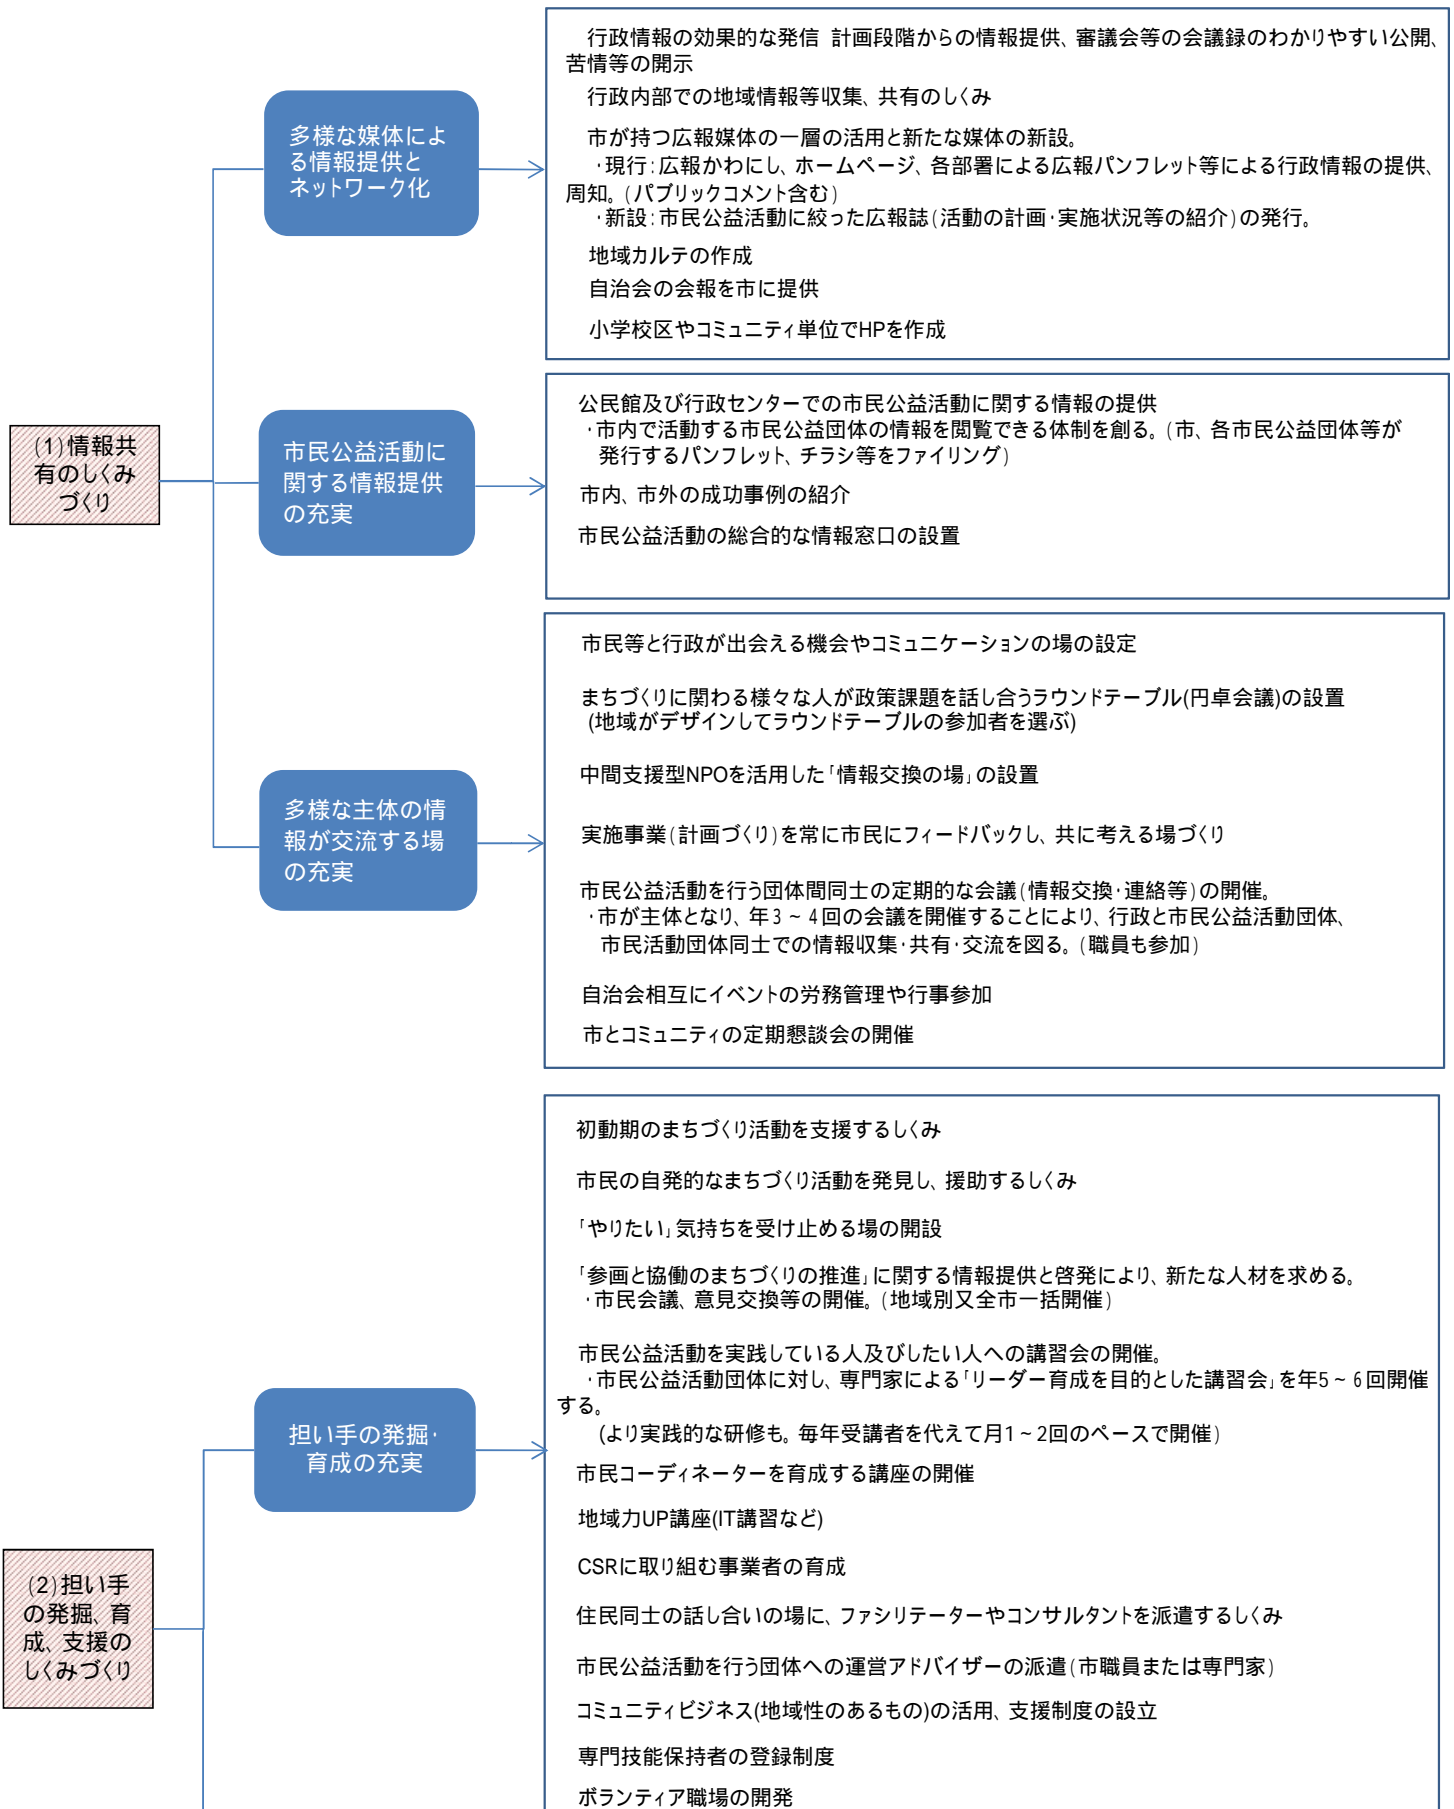 行政情報の効果的な発信 計画段階からの情報提供、審議会等の会議録のわかりやすい公開、
苦情等の開示
行政内部での地域情報等収集、共有のしくみ
市が持つ広報媒体の一層の活用と新たな媒体の新設。
・現行：広報かわにし、ホームページ、各部署による広報パンフレット等による行政情報の提供、
周知。（パブリックコメント含む）
・新設：市民公益活動に絞った広報誌（活動の計画・実施状況等の紹介）の発行。
地域カルテの作成
自治会の会報を市に提供
小学校区やコミュニティ単位でHPを作成
多様な媒体によ
る情報提供と
ネットワーク化
公民館及び行政センターでの市民公益活動に関する情報の提供
・市内で活動する市民公益団体の情報を閲覧できる体制を創る。（市、各市民公益団体等が
発行するパンフレット、チラシ等をファイリング）
市内、市外の成功事例の紹介
市民公益活動の総合的な情報窓口の設置
(1)情報共
有のしくみ
づくり
市民公益活動に
関する情報提供
の充実
市民等と行政が出会える機会やコミュニケーションの場の設定
まちづくりに関わる様々な人が政策課題を話し合うラウンドテーブル(円卓会議)の設置
(地域がデザインしてラウンドテーブルの参加者を選ぶ)
中間支援型NPOを活用した「情報交換の場」の設置
実施事業（計画づくり）を常に市民にフィードバックし、共に考える場づくり
市民公益活動を行う団体間同士の定期的な会議（情報交換・連絡等）の開催。
・市が主体となり、年3～4回の会議を開催することにより、行政と市民公益活動団体、
市民活動団体同士での情報収集・共有・交流を図る。（職員も参加）
自治会相互にイベントの労務管理や行事参加
市とコミュニティの定期懇談会の開催
多様な主体の情
報が交流する場
の充実
初動期のまちづくり活動を支援するしくみ
市民の自発的なまちづくり活動を発見し、援助するしくみ
「やりたい」気持ちを受け止める場の開設
「参画と協働のまちづくりの推進」に関する情報提供と啓発により、新たな人材を求める。
・市民会議、意見交換等の開催。（地域別又全市一括開催）
市民公益活動を実践している人及びしたい人への講習会の開催。
・市民公益活動団体に対し、専門家による「リーダー育成を目的とした講習会」を年5～6回開催
する。
（より実践的な研修も。毎年受講者を代えて月1～2回のペースで開催）
市民コーディネーターを育成する講座の開催
地域力UP講座(IT講習など)
CSRに取り組む事業者の育成
住民同士の話し合いの場に、ファシリテーターやコンサルタントを派遣するしくみ
市民公益活動を行う団体への運営アドバイザーの派遣（市職員または専門家）
コミュニティビジネス(地域性のあるもの)の活用、支援制度の設立
専門技能保持者の登録制度
ボランティア職場の開発
担い手の発掘・
育成の充実
(2)担い手
の発掘、育
成、支援の
しくみづくり